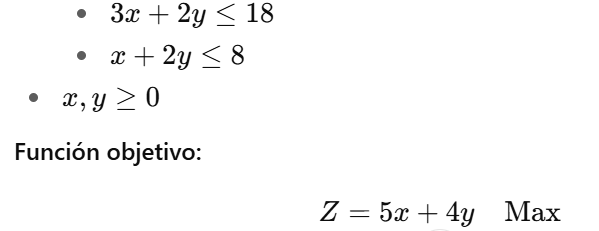 • 3x + 2y ≤ 18
• x + 2y ≤ 8
• x, y ≥ 0
Función objetivo:
Z = 5x + 4y Max